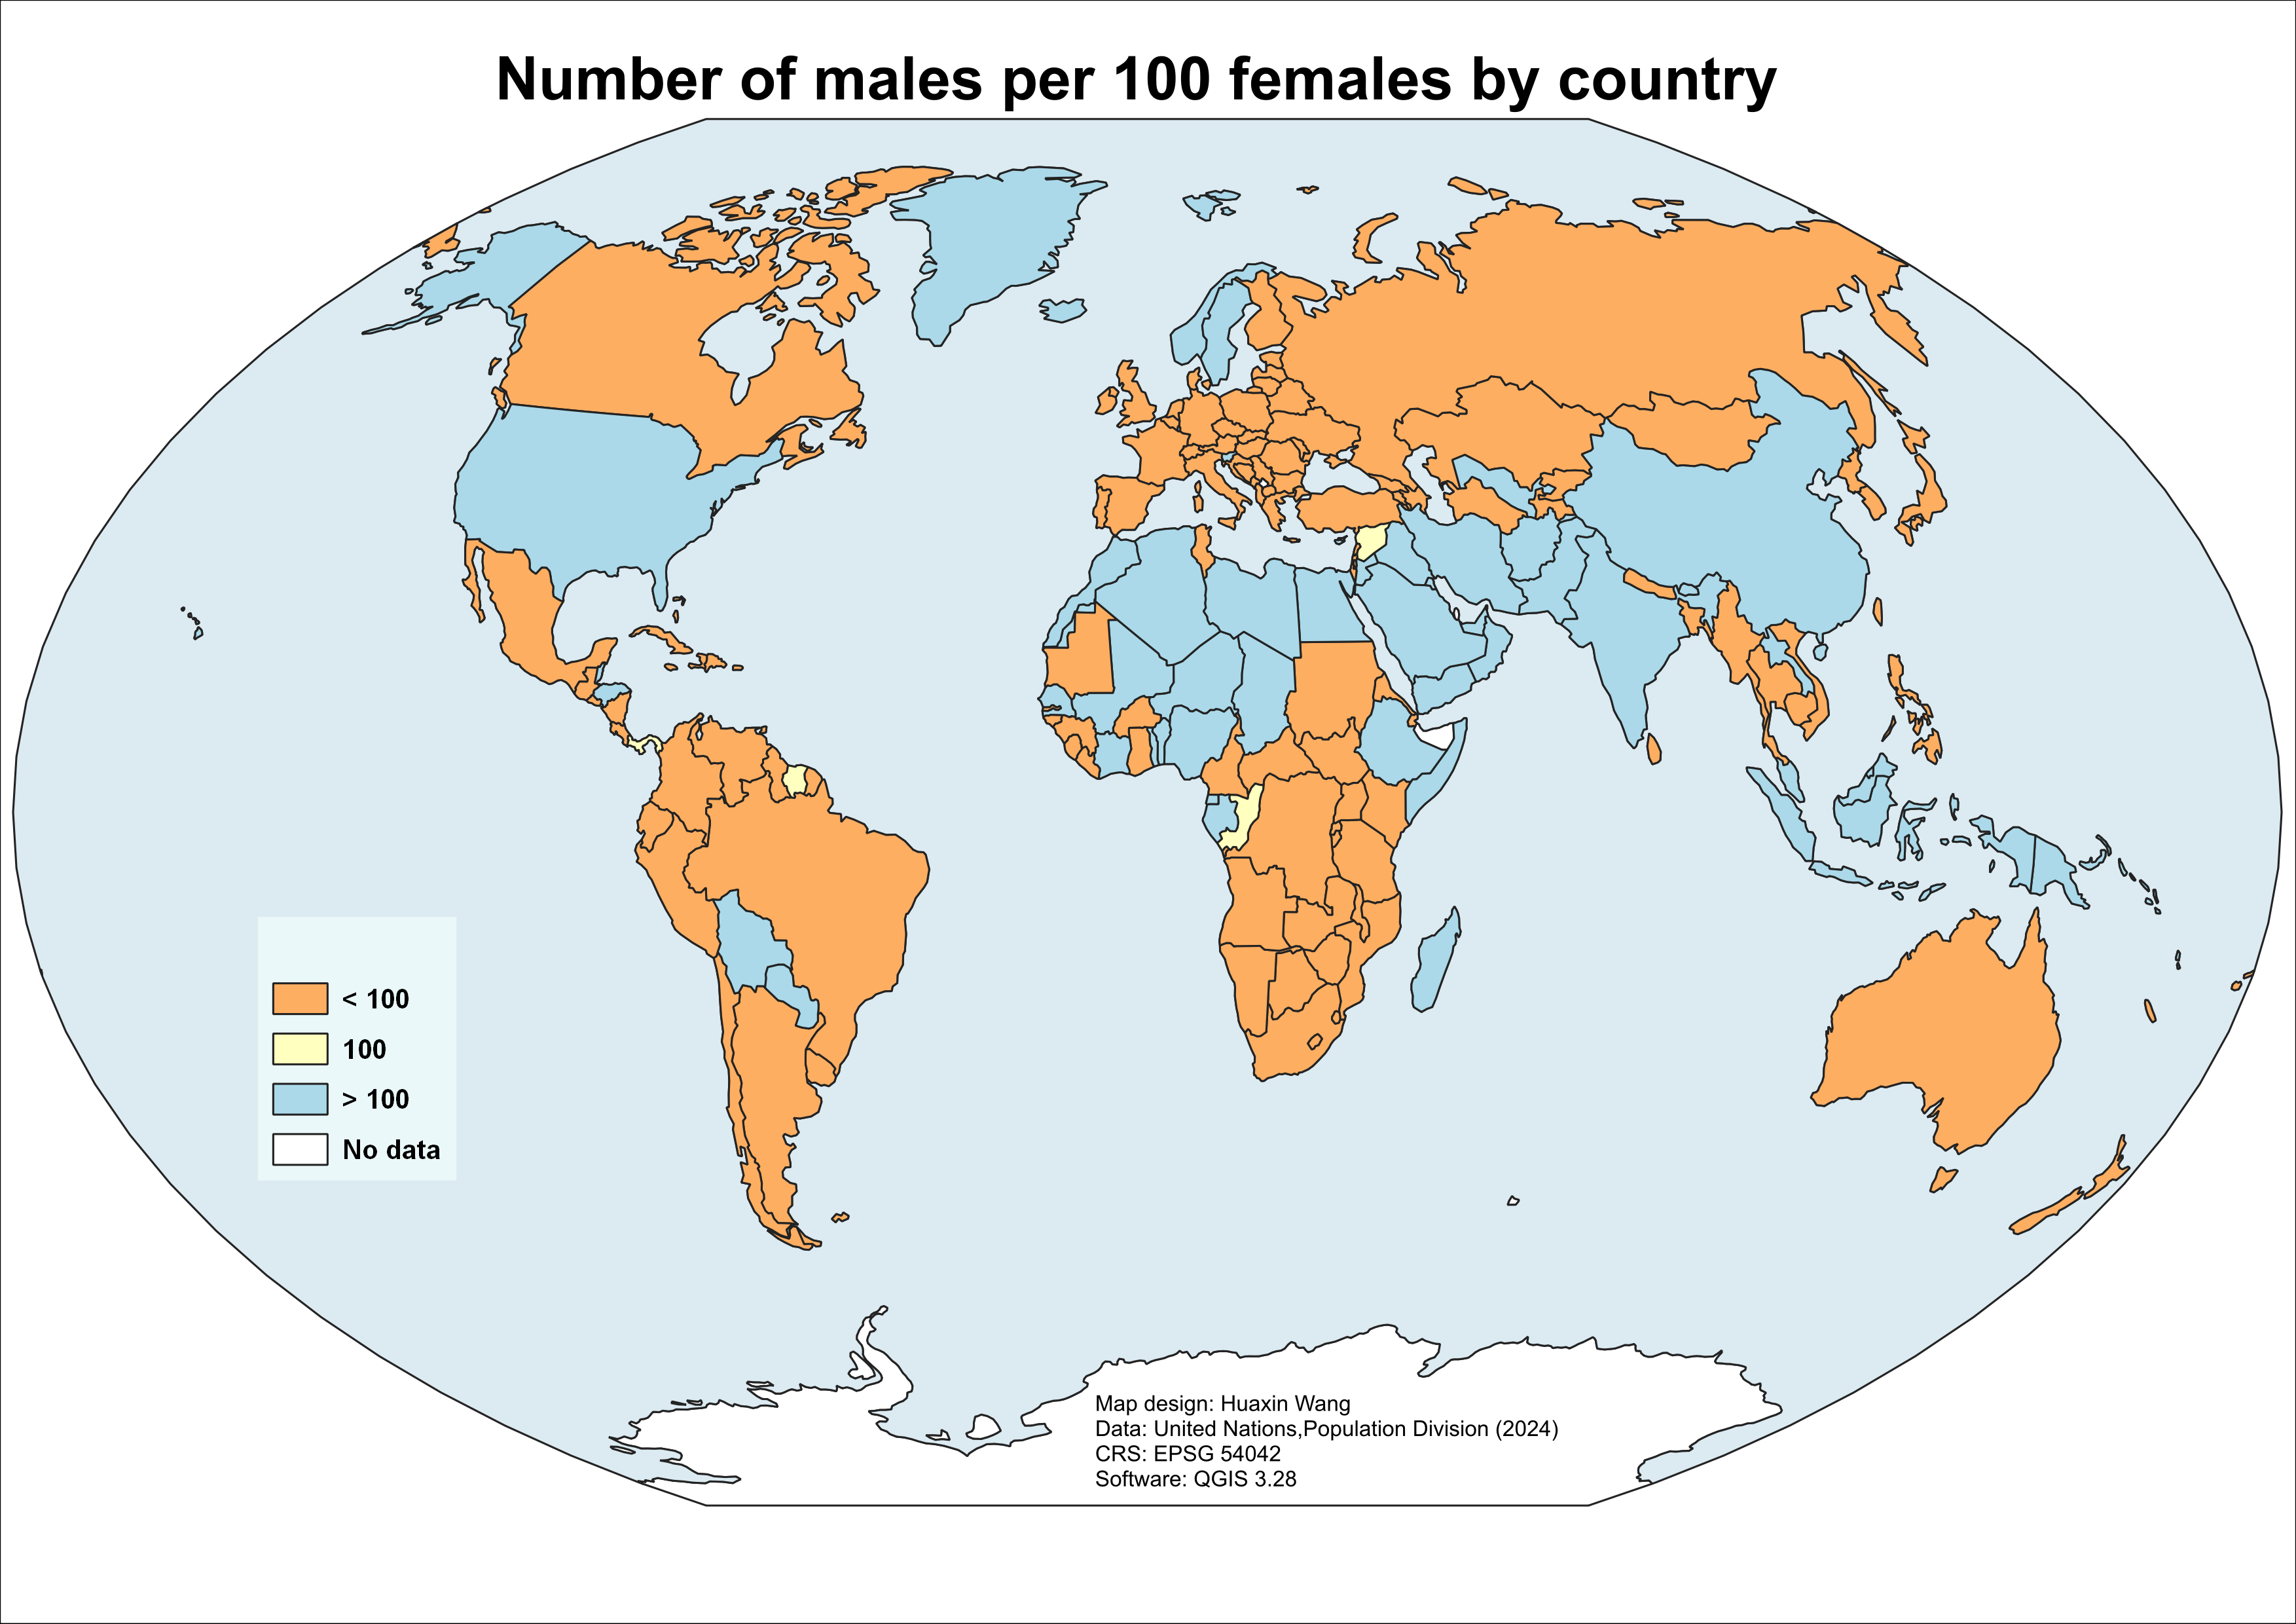 Number of males per 100 females by country
< 100
100
> 100
No data
Map design: Huaxin Wang
Data: United Nations,Population Division (2024)
CRS: EPSG 54042
Software: QGIS 3.28